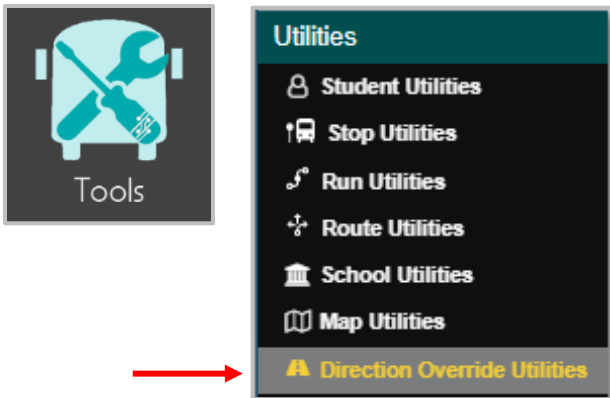 Tools
Utilities
Student Utilities
Stop Utilities
Run Utilities
Route Utilities
School Utilities
Map Utilities
Direction Override Utilities